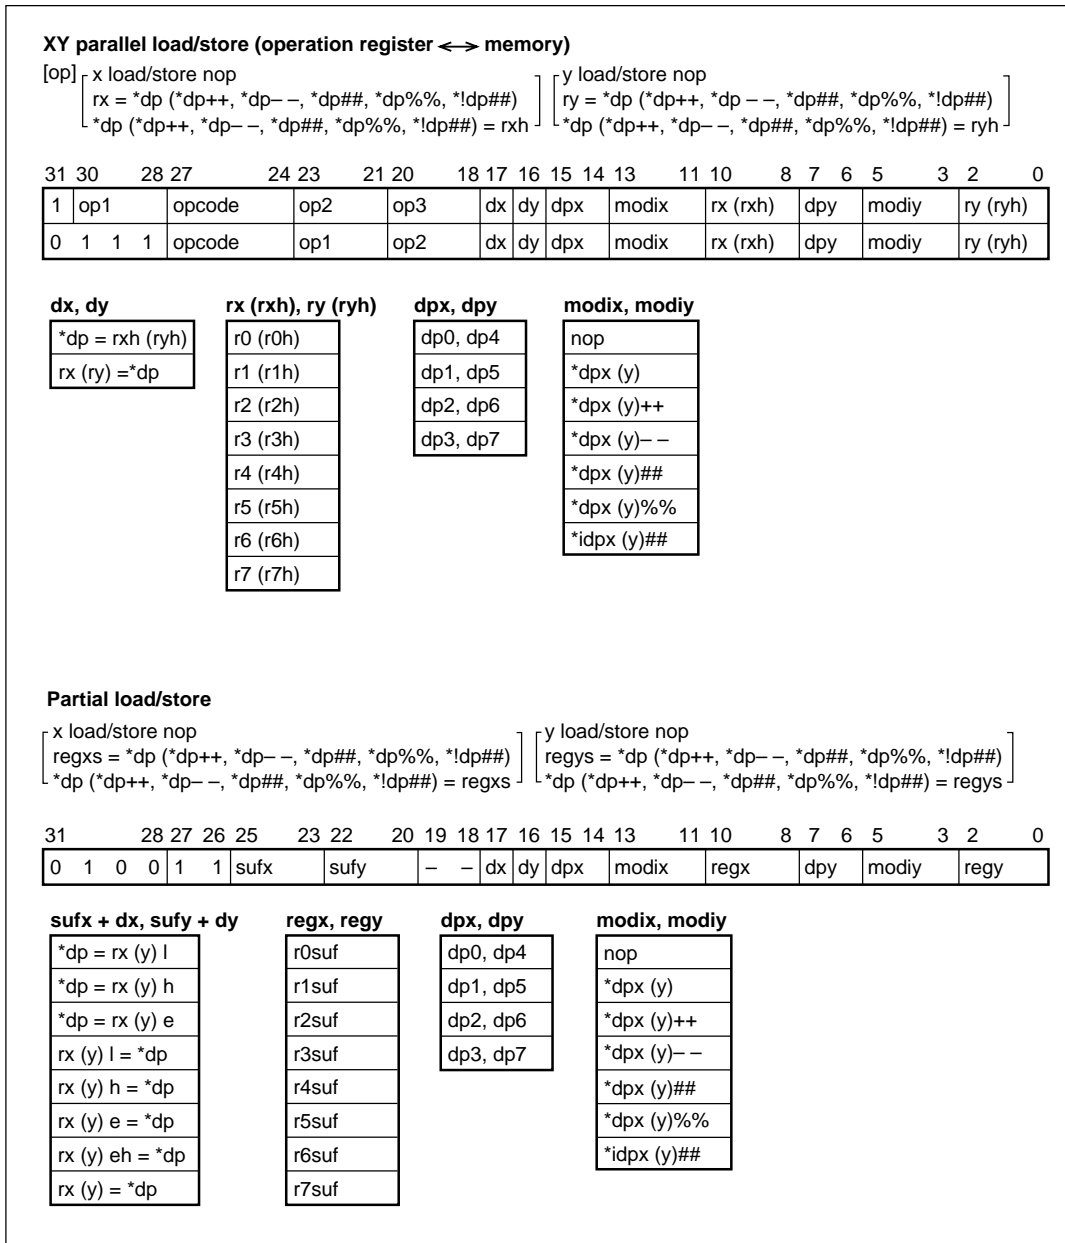 XY parallel load/store (operation register ⟷ memory)
[op] x load/store nop y load/store nop
rx = *dp (*dp++, *dp– –, *dp##, *dp%%, *!dp##) ry = *dp (*dp++, *dp – –, *dp##, *dp%%, *!dp##)
*dp (*dp++, *dp– –, *dp##, *dp%%, *!dp##) = rxh *dp (*dp++, *dp– –, *dp##, *dp%%, *!dp##) = ryh
31 30 28 27 24 23 21 20 18 17 16 15 14 13 11 10 8 7 6 5 3 2 0
1 op1 opcode op2 op3 dx dy dpx modix rx (rxh) dpy modiy ry (ryh)
0 1 1 1 opcode op1 op2 dx dy dpx modix rx (rxh) dpy modiy ry (ryh)
dx, dy rx (rxh), ry (ryh) dpx, dpy modix, modiy
*dp = rxh (ryh) r0 (r0h) dp0, dp4 nop
rx (ry) =*dp r1 (r1h) dp1, dp5 *dpx (y)
r2 (r2h) dp2, dp6 *dpx (y)++
r3 (r3h) dp3, dp7 *dpx (y)– –
r4 (r4h) *dpx (y)##
r5 (r5h) *dpx (y)%%
r6 (r6h) *idpx (y)##
r7 (r7h)
Partial load/store
x load/store nop y load/store nop
regxs = *dp (*dp++, *dp– –, *dp##, *dp%%, *!dp##) regys = *dp (*dp++, *dp– –, *dp##, *dp%%, *!dp##)
*dp (*dp++, *dp– –, *dp##, *dp%%, *!dp##) = regxs *dp (*dp++, *dp– –, *dp##, *dp%%, *!dp##) = regys
31 28 27 26 25 23 22 20 19 18 17 16 15 14 13 11 10 8 7 6 5 3 2 0
0 1 0 0 1 1 sufx sufy – – dx dy dpx modix regx dpy modiy regy
sufx + dx, sufy + dy regx, regy dpx, dpy modix, modiy
*dp = rx (y) l r0suf dp0, dp4 nop
*dp = rx (y) h r1suf dp1, dp5 *dpx (y)
*dp = rx (y) e r2suf dp2, dp6 *dpx (y)++
rx (y) l = *dp r3suf dp3, dp7 *dpx (y)– –
rx (y) h = *dp r4suf *dpx (y)##
rx (y) e = *dp r5suf *dpx (y)%%
rx (y) eh = *dp r6suf *idpx (y)##
rx (y) = *dp r7suf